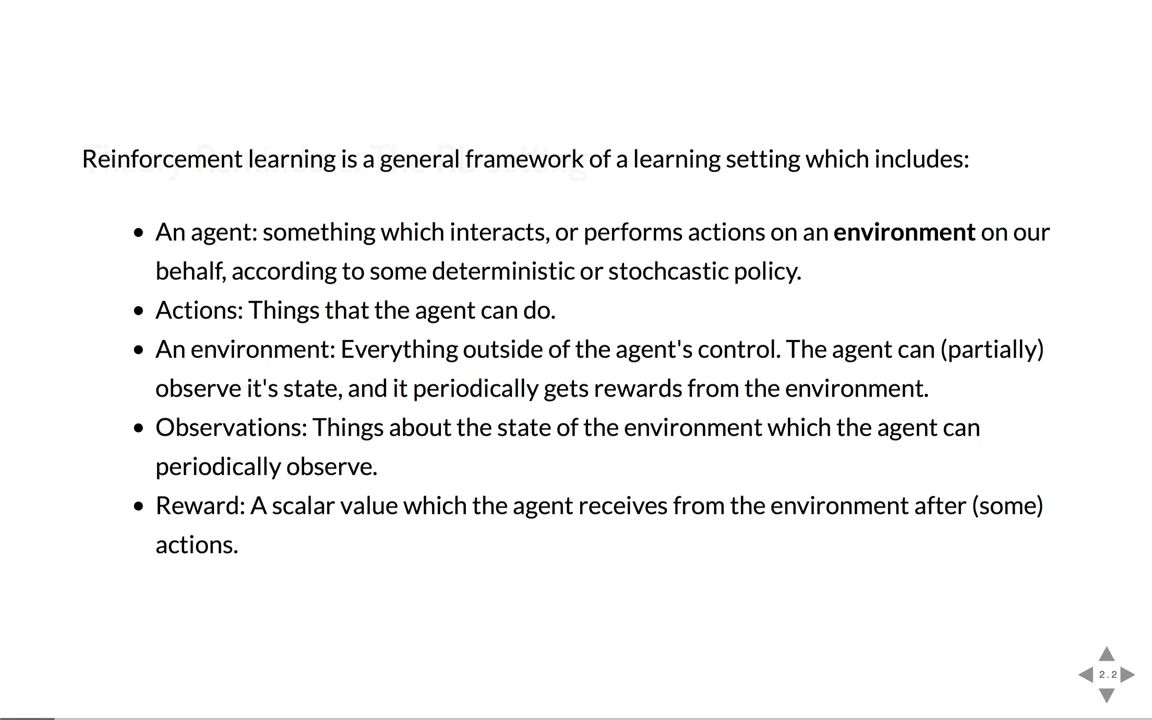 Reinforcement learning is a general framework of a learning setting which includes:
• An agent: something which interacts, or performs actions on an environment on our
behalf, according to some deterministic or stochcastic policy.
• Actions: Things that the agent can do.
• An environment: Everything outside of the agent's control. The agent can (partially)
observe it's state, and it periodically gets rewards from the environment.
• Observations: Things about the state of the environment which the agent can
periodically observe.
• Reward: A scalar value which the agent receives from the environment after (some)
actions.
2.2